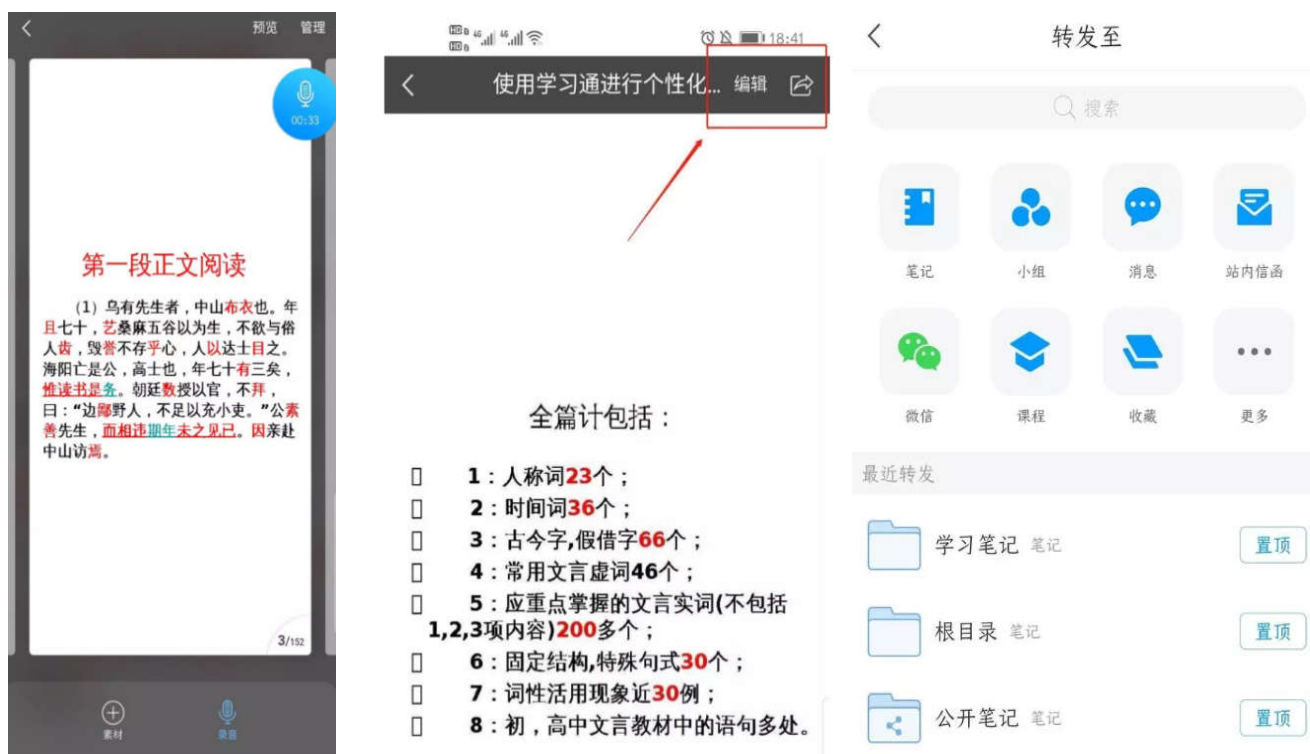 预览 管理
00:33
第一段正文阅读
（1）乌有先生者，中山布衣也。年
且七十，艺桑麻五谷以为生，不欲与俗
人齿，毁誉不存乎心，人以达士目之。
海阳亡是公，高士也，年七十有三矣，
惟读书是务。朝廷数授以官，不拜，
曰：“边鄙野人，不足以充小吏。”公素
善先生，而相违期年未之见已。因亲赴
中山访焉。
3/152
素材 录音
18:41
使用学习通进行个性化... 编辑
全篇计包括：
1：人称词23个；
2：时间词36个；
3：古今字,假借字66个；
4：常用文言虚词46个；
5：应重点掌握的文言实词(不包括
1,2,3项内容)200多个；
6：固定结构,特殊句式30个；
7：词性活用现象近30例；
8：初，高中文言教材中的语句多处。
转发至
搜索
笔记 小组 消息 站内信函
微信 课程 收藏 更多
最近转发
学习笔记 笔记 置顶
根目录 笔记 置顶
公开笔记 笔记 置顶